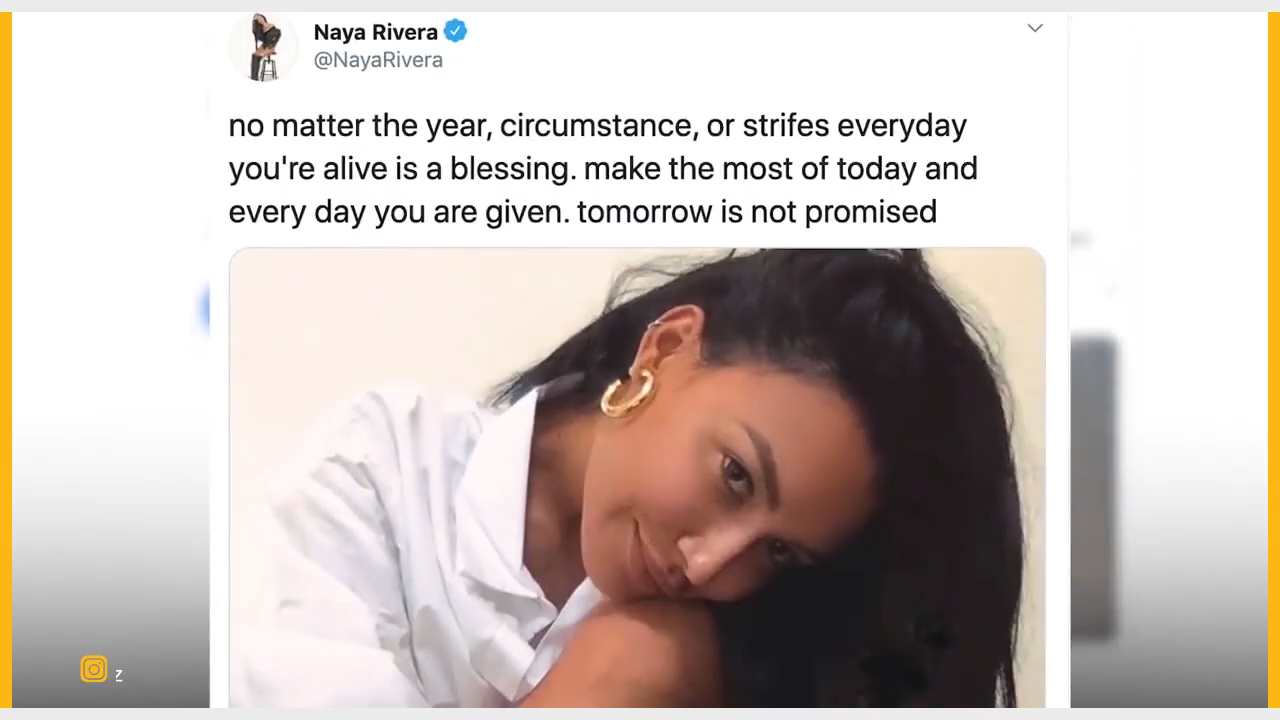 Naya Rivera
@NayaRivera
no matter the year, circumstance, or strifes everyday
you're alive is a blessing. make the most of today and
every day you are given. tomorrow is not promised
z